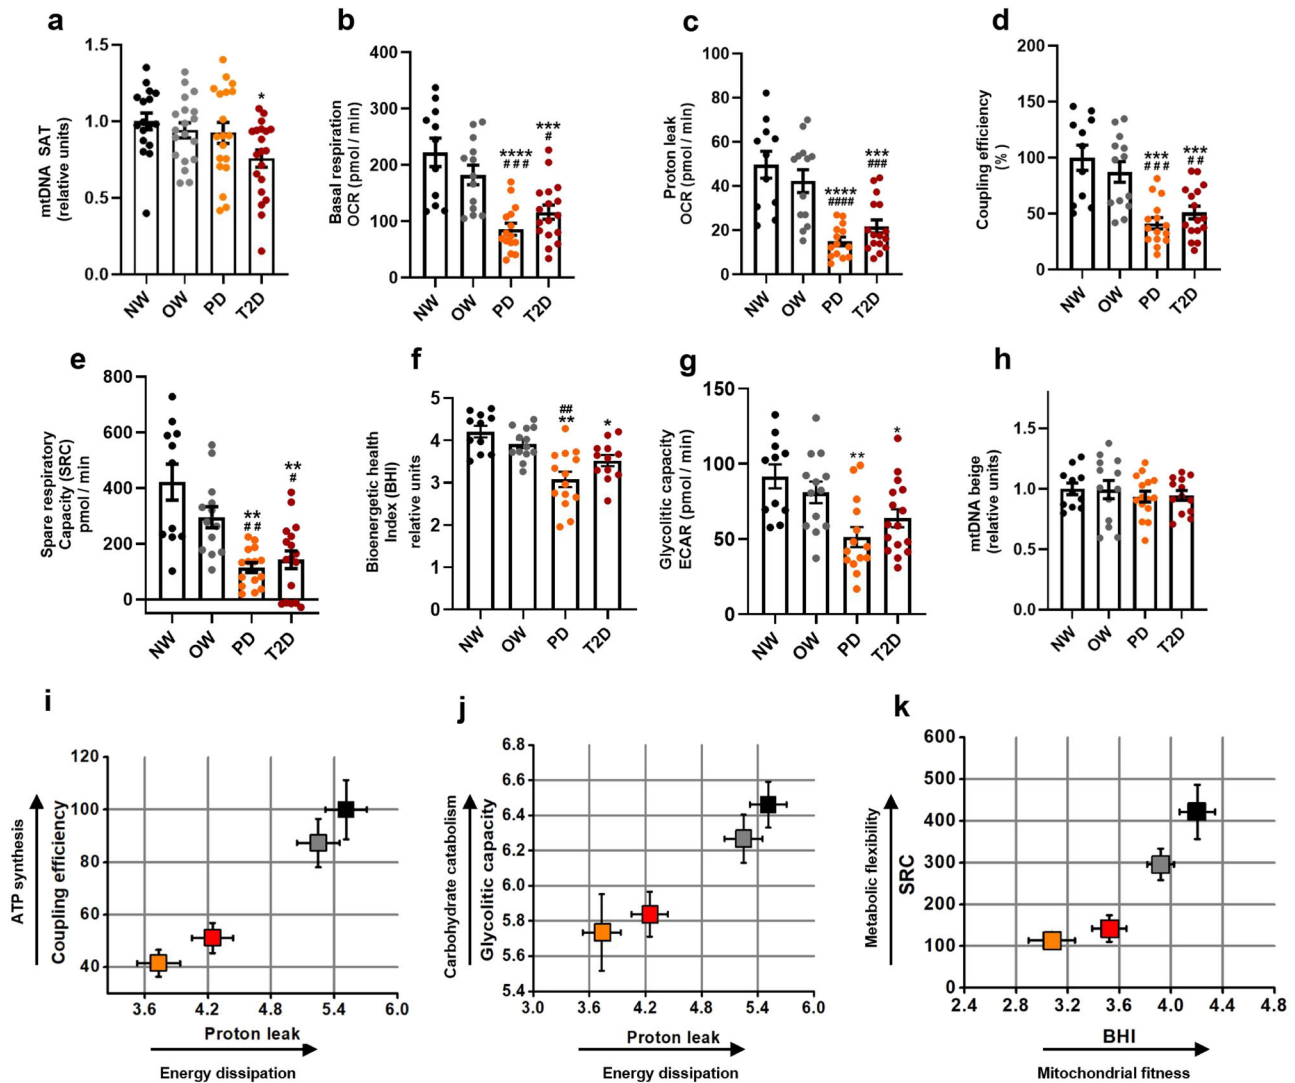 a
mtDNA SAT
(relative units)
1.5
1.0
0.5
0.0
*
NW
OW
PD
T2D
b
Basal respiration
OCR (pmol / min)
400
300
200
100
0
****
###
***
#
NW
OW
PD
T2D
c
Proton leak
OCR (pmol / min)
100
80
60
40
20
0
****
####
***
###
NW
OW
PD
T2D
d
Coupling efficiency
(%)
200
150
100
50
0
***
###
***
##
NW
OW
PD
T2D
e
Spare respiratory
Capacity (SRC)
pmol / min
800
600
400
200
0
**
##
**
#
NW
OW
PD
T2D
f
Bioenergetic health
Index (BHI)
relative units
5
4
3
2
1
0
##
**
*
NW
OW
PD
T2D
g
Glycolitic capacity
ECAR (pmol / min)
150
100
50
0
**
*
NW
OW
PD
T2D
h
mtDNA beige
(relative units)
1.5
1.0
0.5
0.0
NW
OW
PD
T2D
i
ATP synthesis
Coupling efficiency
120
100
80
60
40
3.6
4.2
4.8
5.4
6.0
Proton leak
Energy dissipation
j
Carbohydrate catabolism
Glycolitic capacity
6.8
6.6
6.4
6.2
6.0
5.8
5.6
5.4
3.0
3.6
4.2
4.8
5.4
6.0
Proton leak
Energy dissipation
k
Metabolic flexibility
SRC
600
500
400
300
200
100
0
2.4
2.8
3.2
3.6
4.0
4.4
4.8
BHI
Mitochondrial fitness